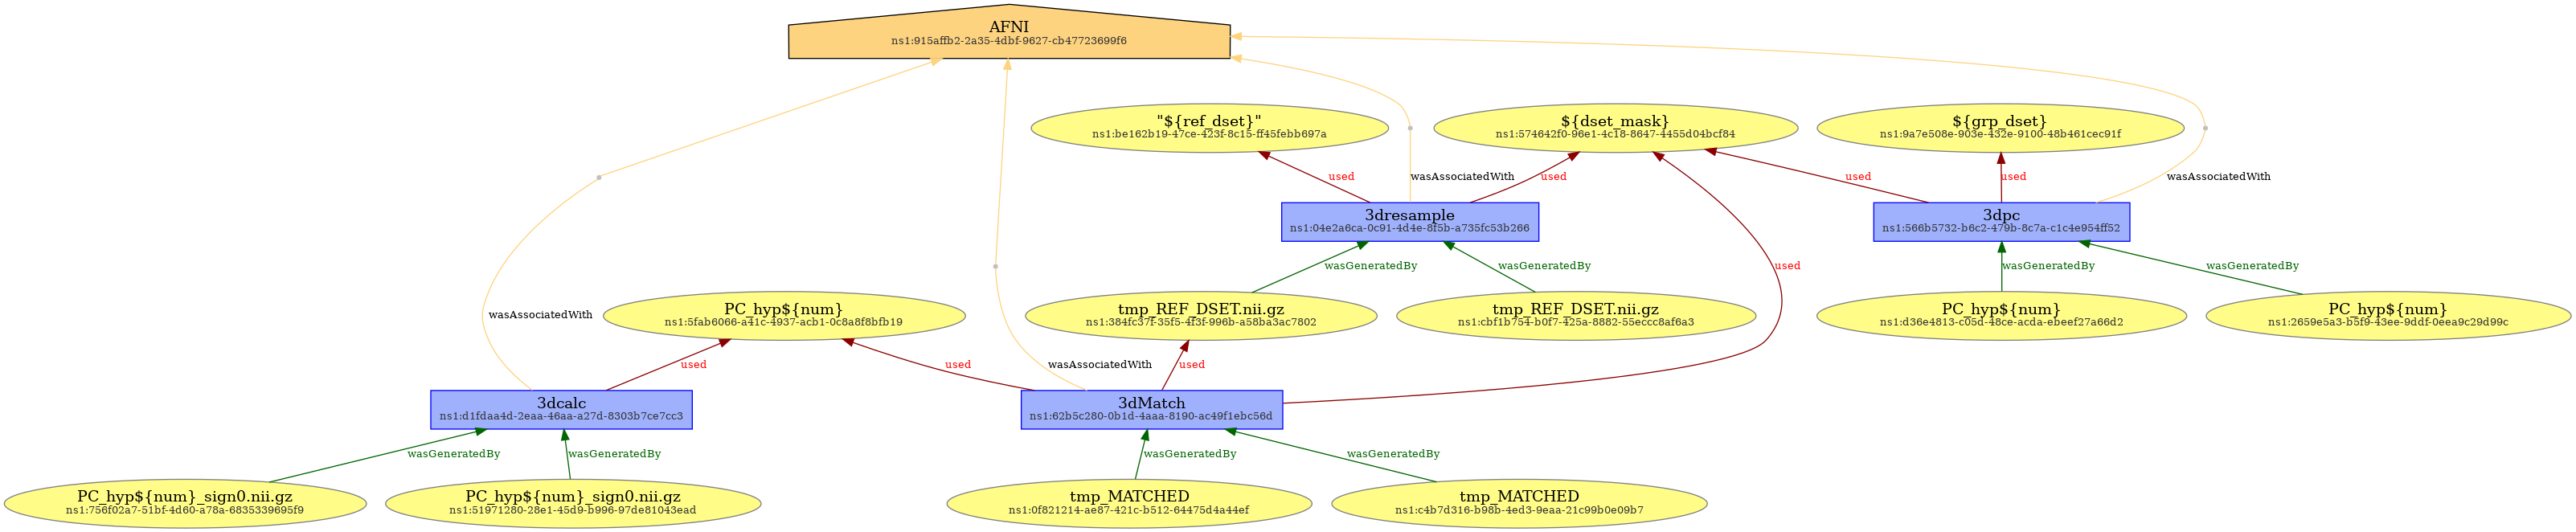 AFNI
ns1:915affb2-2a35-4dbf-9627-cb47723699f6
"${ref_dset}"
ns1:be162b19-47ce-423f-8c15-ff45febb697a
${dset_mask}
ns1:574642f0-96e1-4c18-8647-4455d04bcf84
${grp_dset}
ns1:9a7e508e-903e-432e-9100-48b461cec91f
used
wasAssociatedWith
used
used
used
wasAssociatedWith
3dresample
ns1:04e2a6ca-0c91-4d4e-8f5b-a735fc53b266
3dpc
ns1:566b5732-b6c2-479b-8c7a-c1c4e954ff52
wasGeneratedBy
wasGeneratedBy
used
wasGeneratedBy
wasGeneratedBy
wasAssociatedWith
PC_hyp${num}
ns1:5fab6066-a41c-4937-acb1-0c8a8f8bfb19
tmp_REF_DSET.nii.gz
ns1:384fc37f-35f5-4f3f-996b-a58ba3ac7802
tmp_REF_DSET.nii.gz
ns1:cbf1b754-b0f7-425a-8882-55eccc8af6a3
PC_hyp${num}
ns1:d36e4813-c05d-48ce-acda-ebeef27a66d2
PC_hyp${num}
ns1:2659e5a3-b5f9-43ee-9ddf-0eea9c29d99c
used
used
wasAssociatedWith
used
3dcalc
ns1:d1fdaa4d-2eaa-46aa-a27d-8303b7ce7cc3
3dMatch
ns1:62b5c280-0b1d-4aaa-8190-ac49f1ebc56d
wasGeneratedBy
wasGeneratedBy
wasGeneratedBy
wasGeneratedBy
PC_hyp${num}_sign0.nii.gz
ns1:756f02a7-51bf-4d60-a78a-6835339695f9
PC_hyp${num}_sign0.nii.gz
ns1:51971280-28e1-45d9-b996-97de81043ead
tmp_MATCHED
ns1:0f821214-ae87-421c-b512-64475d4a44ef
tmp_MATCHED
ns1:c4b7d316-b98b-4ed3-9eaa-21c99b0e09b7